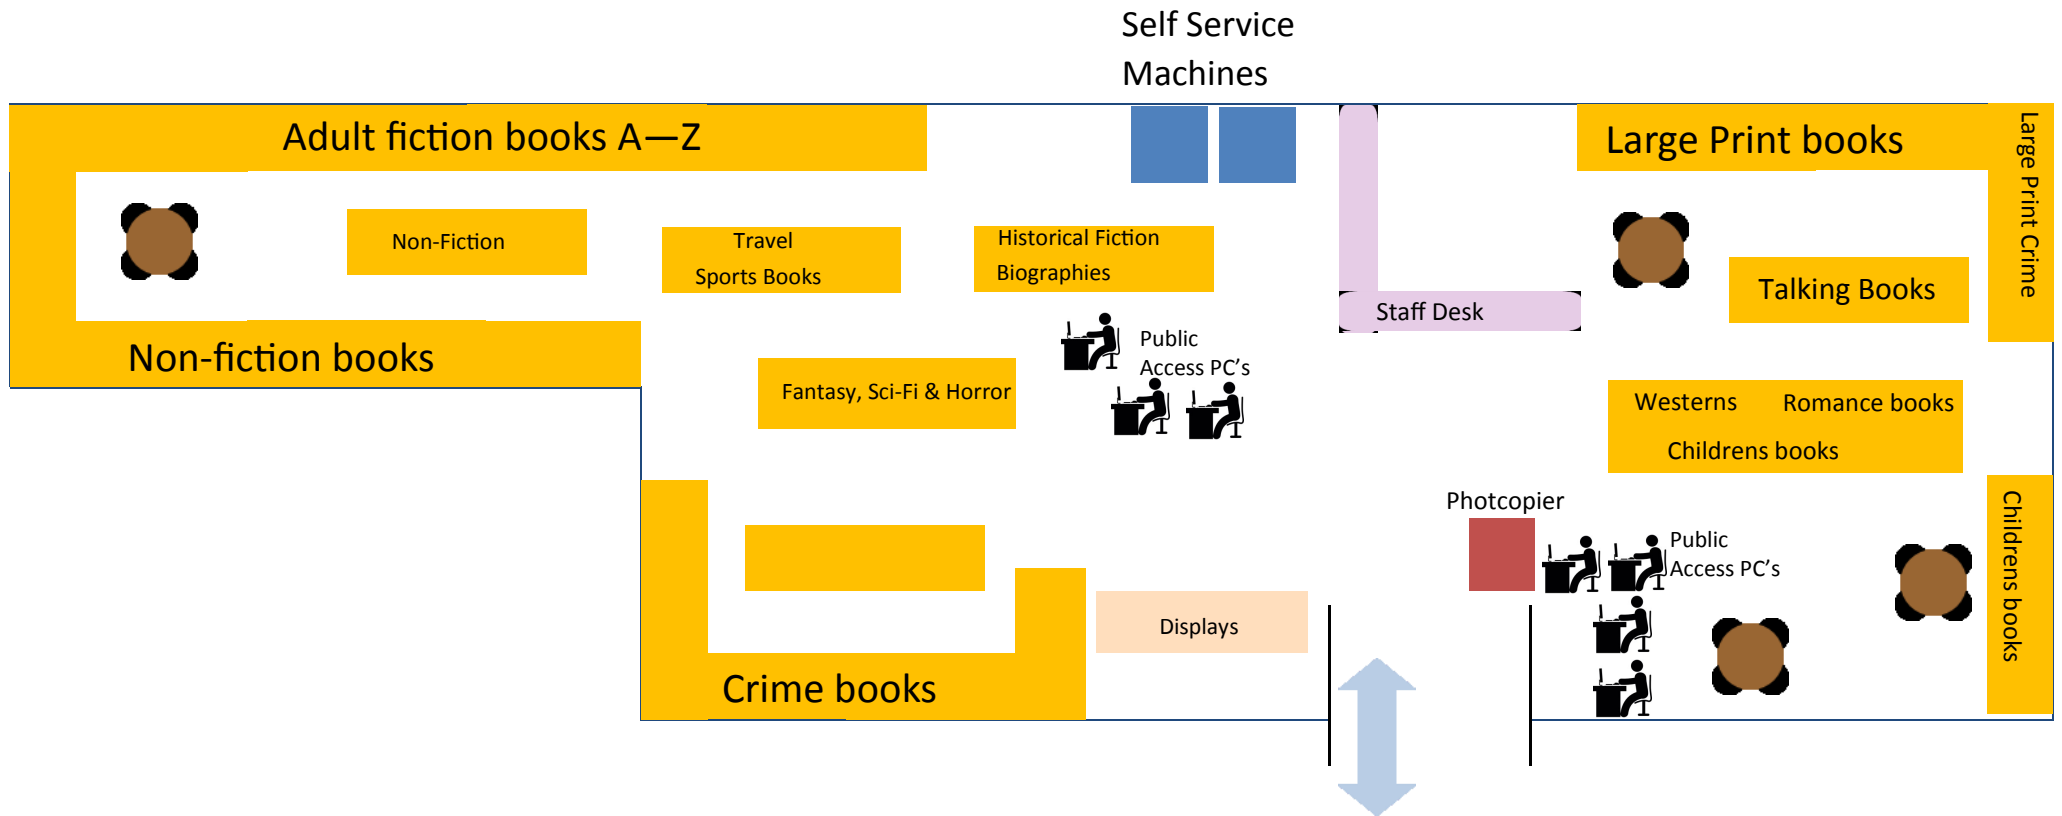 Self Service
Machines
Adult fiction books A—Z
Large Print books
Large Print Crime
Non-Fiction
Travel
Sports Books
Historical Fiction
Biographies
Talking Books
Staff Desk
Non-fiction books
Public
Access PC’s
Fantasy, Sci-Fi & Horror
Westerns
Romance books
Childrens books
Photcopier
Public
Access PC’s
Childrens books
Displays
Crime books